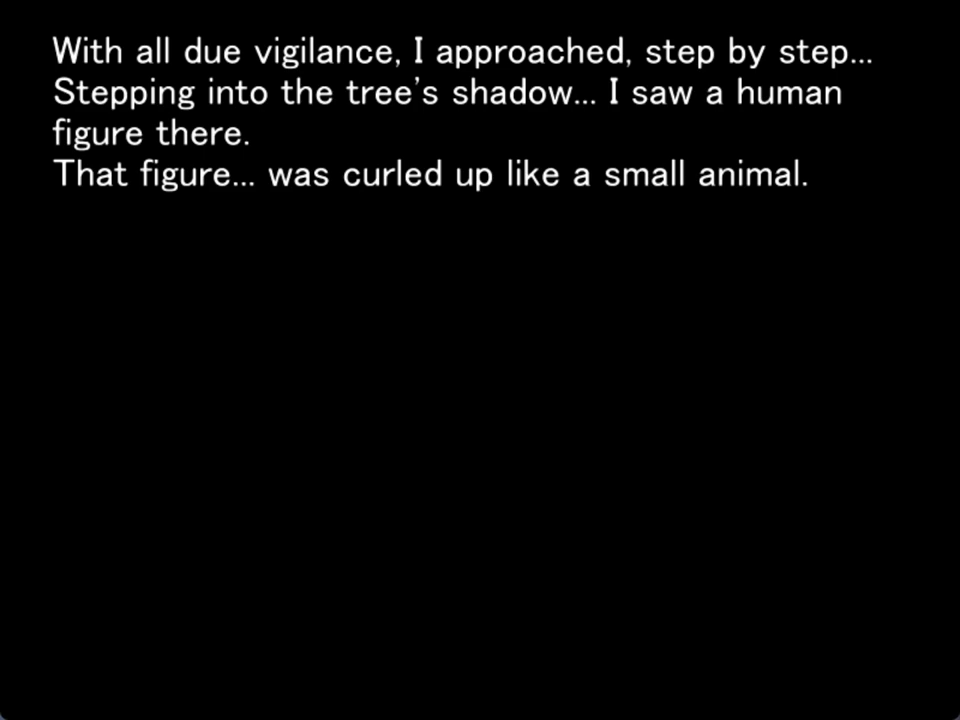 With all due vigilance, I approached, step by step...
Stepping into the tree's shadow... I saw a human
figure there.
That figure... was curled up like a small animal.